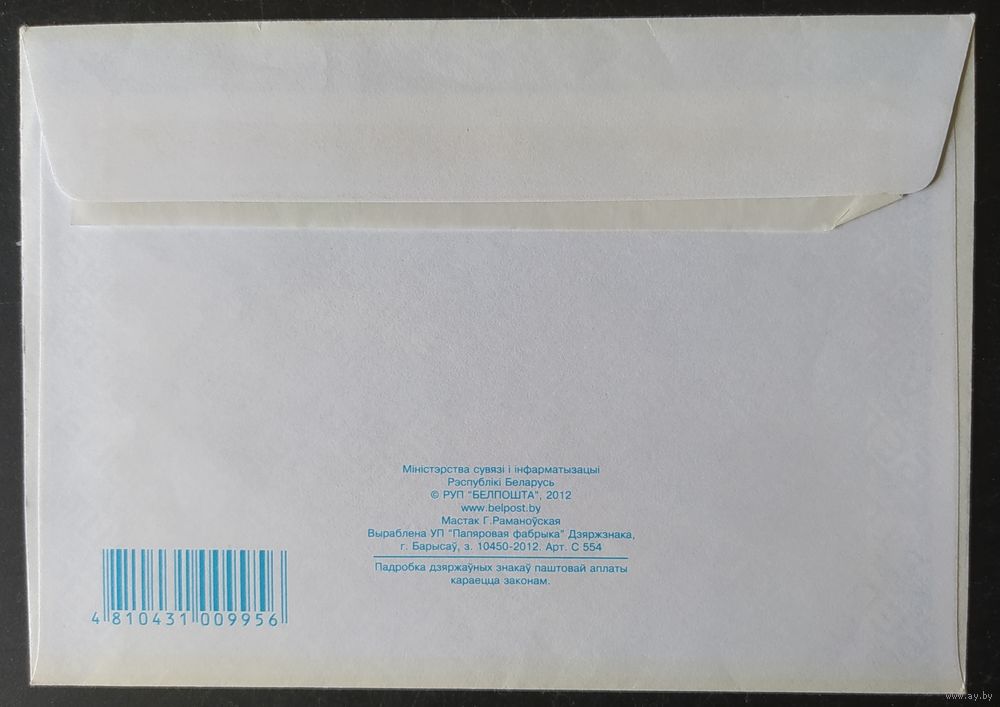 Міністэрства сувязі і інфарматызацыі
Рэспублікі Беларусь
© РУП "БЕЛПОШТА", 2012
www.belpost.by
Мастак Г.Раманоўская
Выраблена УП "Папяровая фабрыка" Дзяржзнака,
г. Барысаў, з. 10450-2012. Арт. С 554
Падробка дзяржаўных знакаў паштовай аплаты
караецца законам.
4 810431 009956
www.ay.by